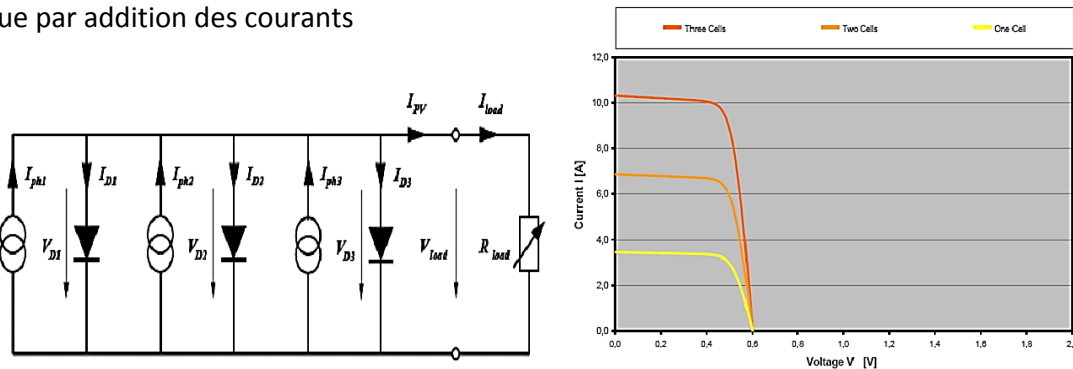 ue par addition des courants
Three Cells Two Cells One Cell
12,0
10,0
8,0
6,0
4,0
2,0
0,0
Current I [A]
0,0 0,2 0,4 0,6 0,8 1,0 1,2 1,4 1,6 1,8 2,
Voltage V [V]
I_PV I_load
I_ph1 I_D1 I_ph2 I_D2 I_ph3 I_D3
V_D1 V_D2 V_D3 V_load R_load